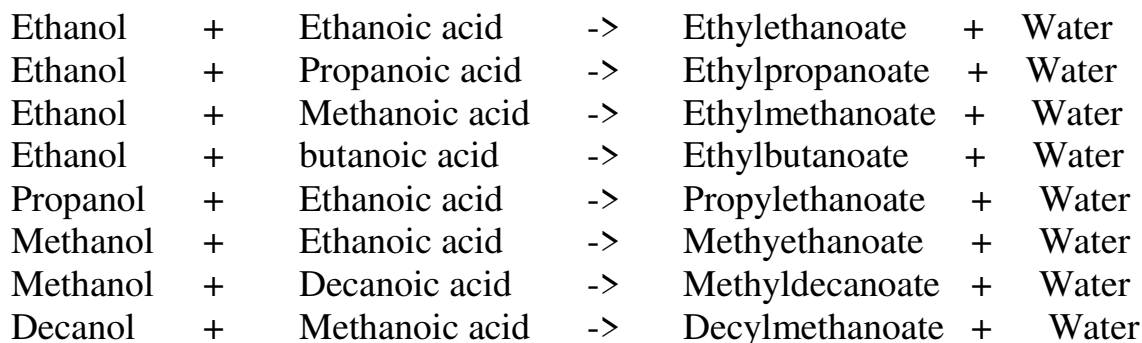 Ethanol + Ethanoic acid -> Ethylethanoate + Water
Ethanol + Propanoic acid -> Ethylpropanoate + Water
Ethanol + Methanoic acid -> Ethylmethanoate + Water
Ethanol + butanoic acid -> Ethylbutanoate + Water
Propanol + Ethanoic acid -> Propylethanoate + Water
Methanol + Ethanoic acid -> Methyethanoate + Water
Methanol + Decanoic acid -> Methyldecanoate + Water
Decanol + Methanoic acid -> Decylmethanoate + Water